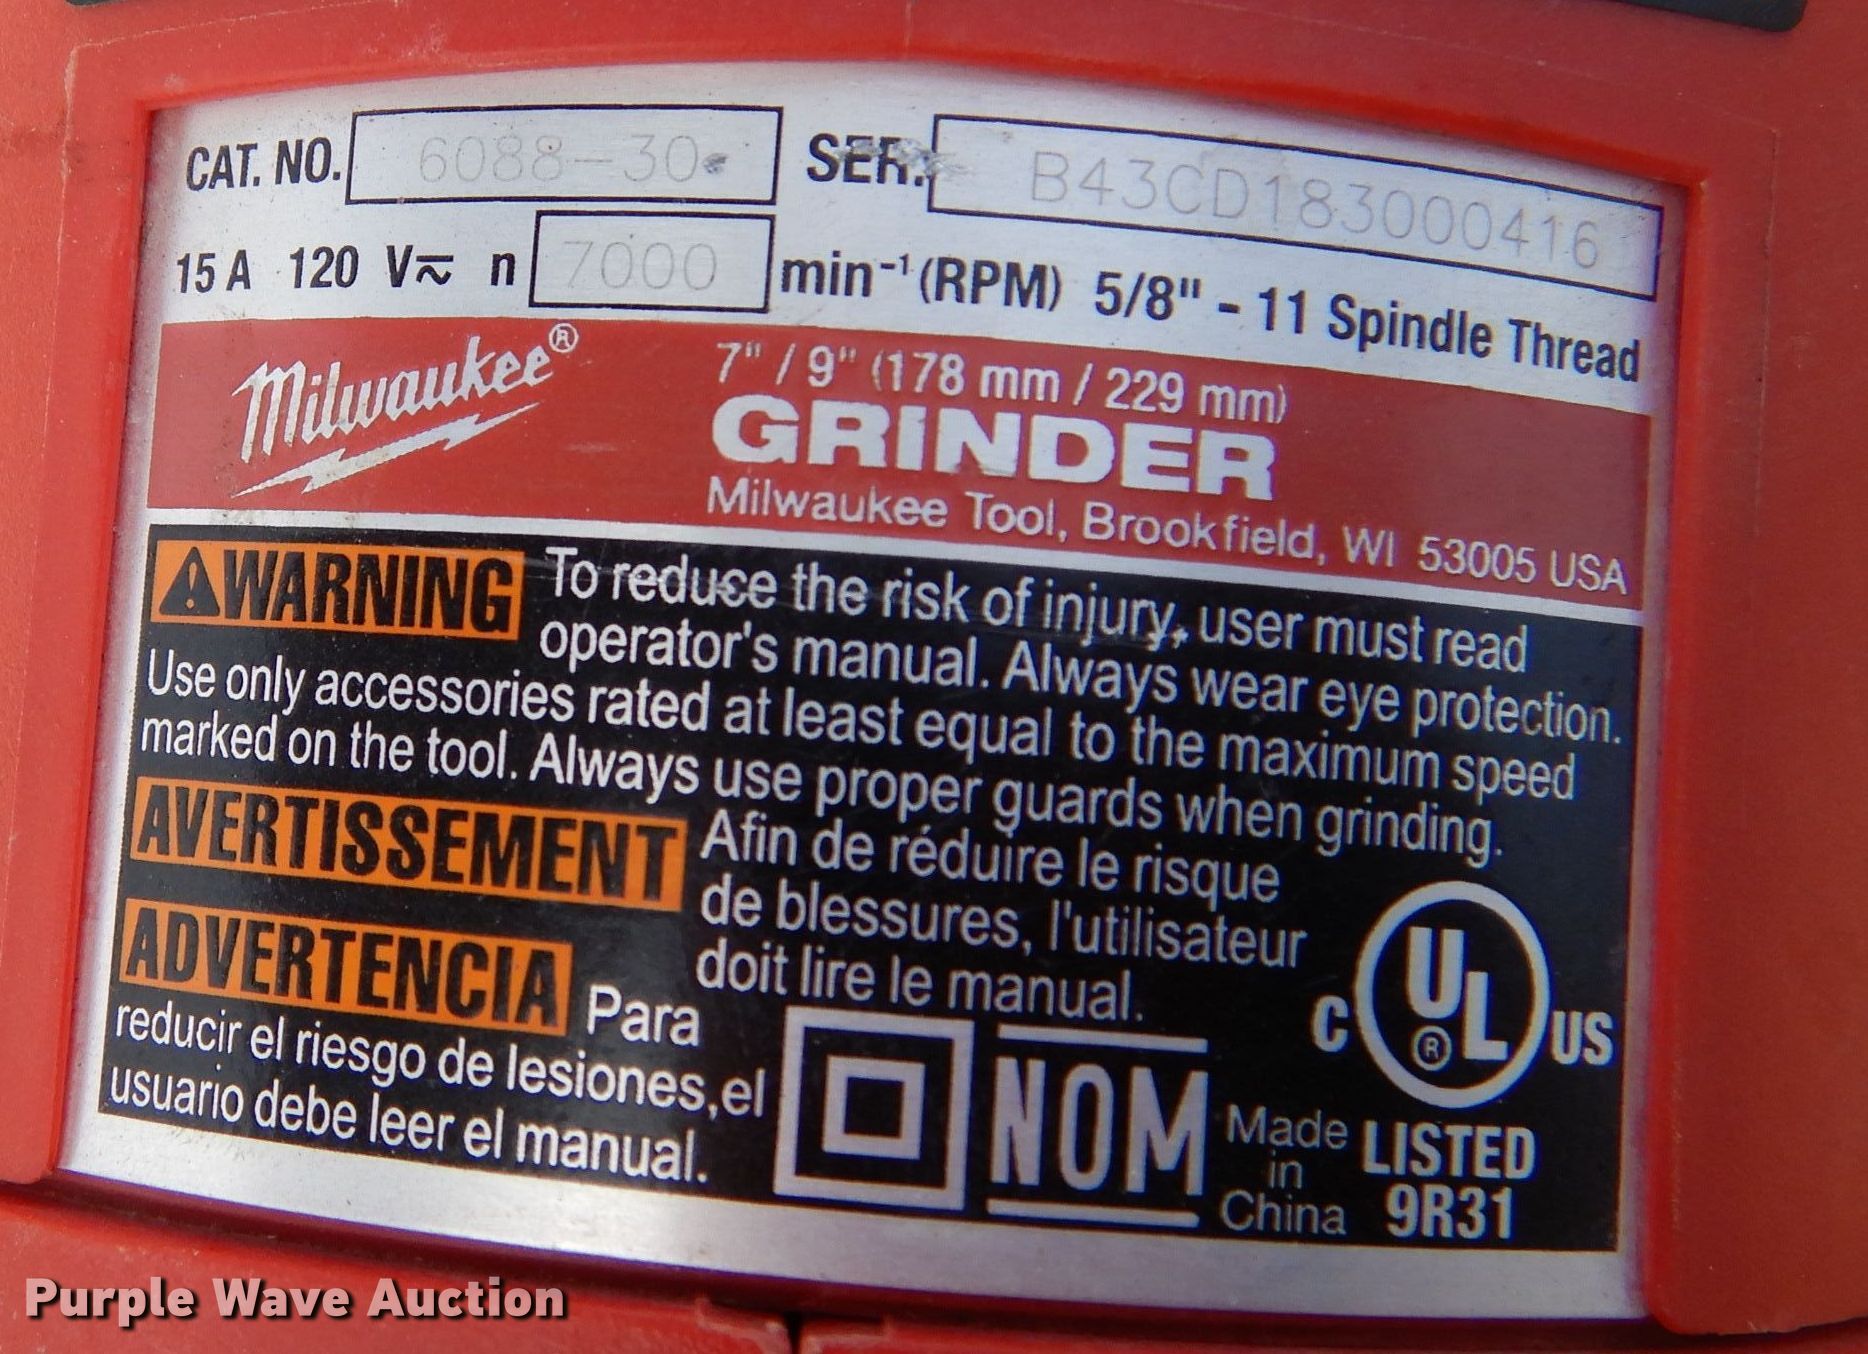 CAT. NO. 6088-30 SER. B43CD183000416
15 A 120 V n 7000 min⁻¹ (RPM) 5/8" - 11 Spindle Thread
Milwaukee®
7" / 9" (178 mm / 229 mm)
GRINDER
Milwaukee Tool, Brookfield, WI 53005 USA
WARNING To reduce the risk of injury, user must read
operator's manual. Always wear eye protection.
Use only accessories rated at least equal to the maximum speed
marked on the tool. Always use proper guards when grinding.
AVERTISSEMENT Afin de réduire le risque
de blessures, l'utilisateur
doit lire le manual.
ADVERTENCIA Para
reducir el riesgo de lesiones, el
usuario debe leer el manual.
NOM
Made
in
China
C UL® US
LISTED
9R31
Purple Wave Auction